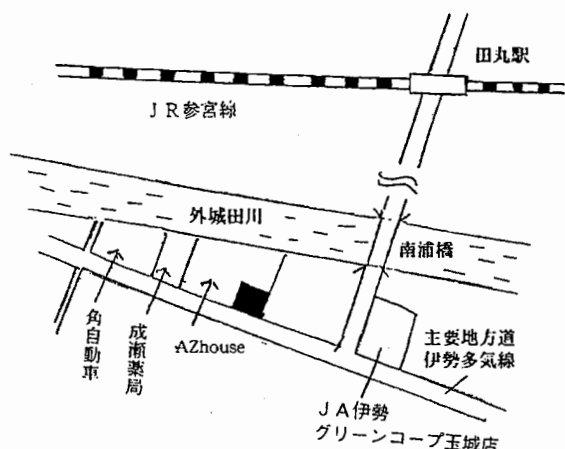 田丸駅
JR参宮線
外城田川
南浦橋
角自動車
成瀬薬局
AZhouse
主要地方道
伊勢多気線
JA伊勢
グリーンコープ玉城店